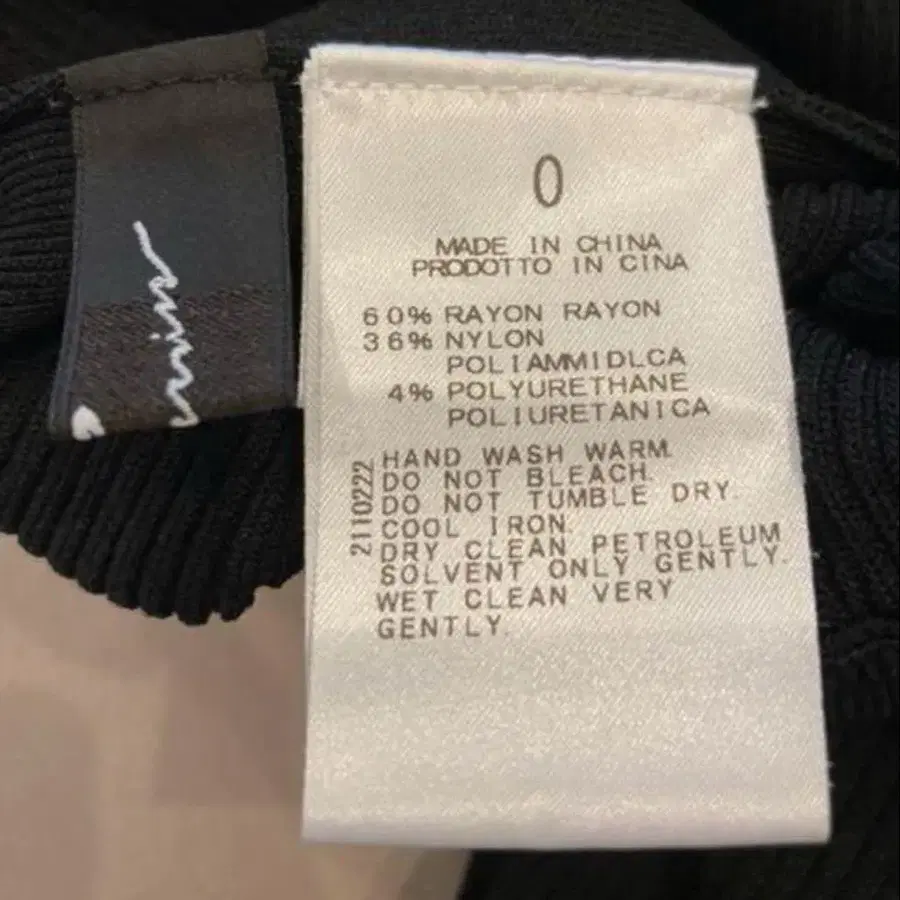 0
MADE IN CHINA
PRODOTTO IN CINA
60% RAYON RAYON
36% NYLON
POLIAMMIDLCA
4% POLYURETHANE
POLIURETANICA
2110222
HAND WASH WARM.
DO NOT BLEACH.
DO NOT TUMBLE DRY.
COOL IRON.
DRY CLEAN PETROLEUM
SOLVENT ONLY GENTLY.
WET CLEAN VERY
GENTLY.